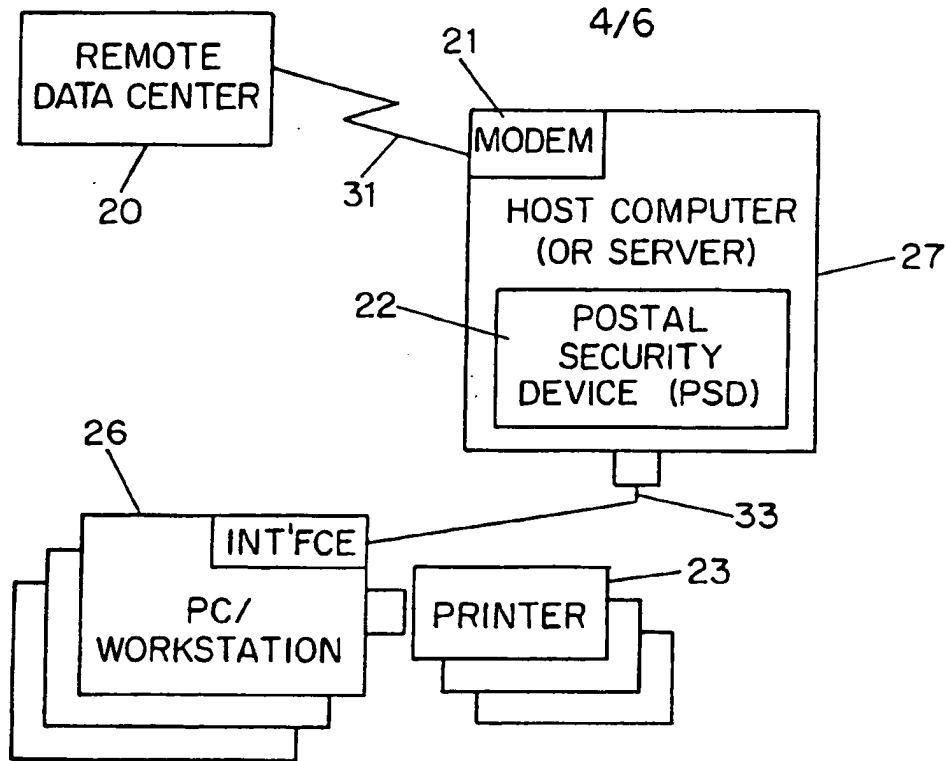 4/6
REMOTE
DATA CENTER
20
31
21
MODEM
HOST COMPUTER
(OR SERVER)
27
22
POSTAL
SECURITY
DEVICE (PSD)
33
26
INT'FCE
PC/
WORKSTATION
23
PRINTER